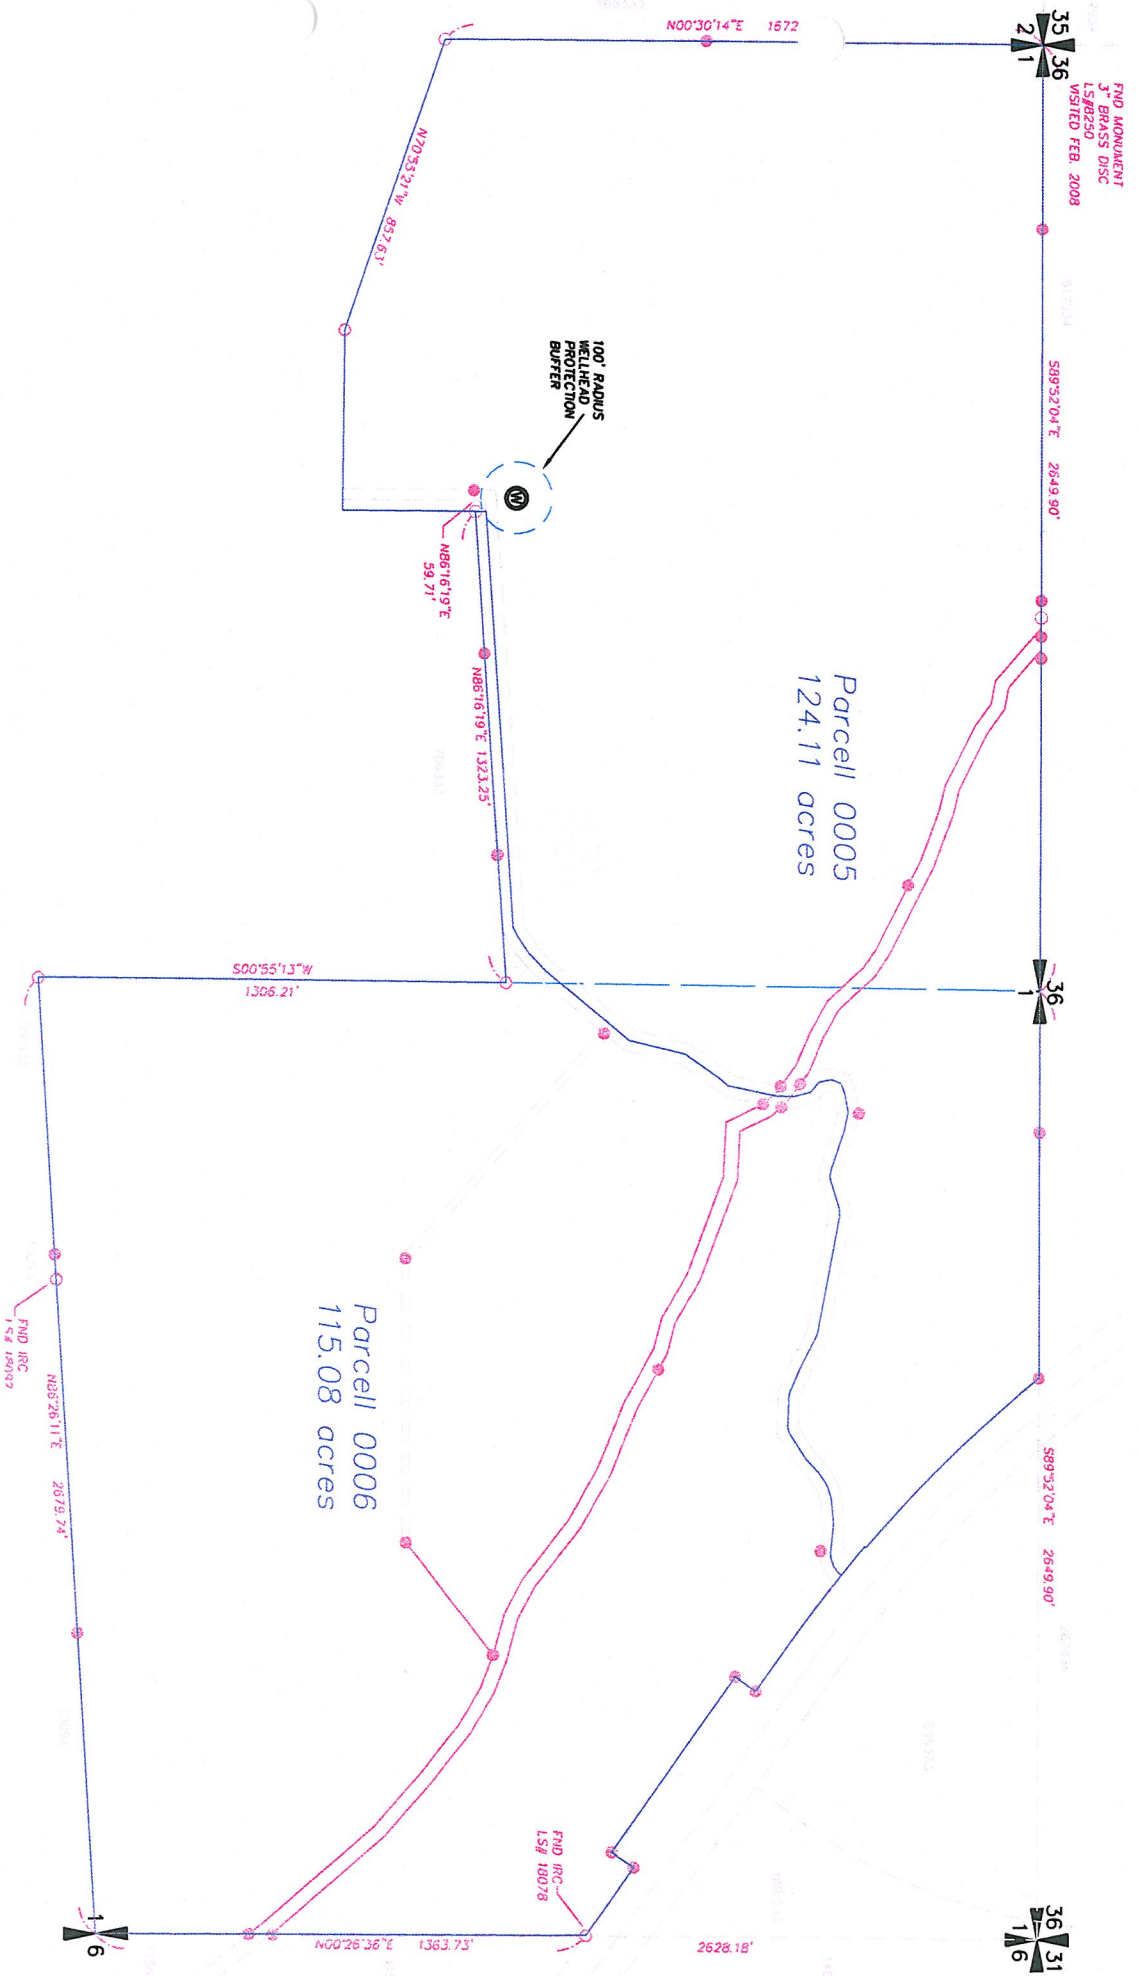 35
36
2
1
FND MONUMENT
3" BRASS DISC
LS#8250
VISITED FEB. 2008
N00°30'14"E 1672
S89°52'04"E 2649.90'
36
1
S89°52'04"E 2649.90'
36
31
1
6
2628.18'
N70°55'21"W 857.63'
100' RADIUS
WELLHEAD
PROTECTION
BUFFER
W
N86°16'19"E
59.71'
N86°16'19"E 1323.25'
Parcell 0005
124.11 acres
S00°55'13"W
1306.21'
Parcell 0006
115.08 acres
FND IRC
LS# 18078
N00°26'36"E 1363.73'
FND IRC
N86°26'11"E
1
6